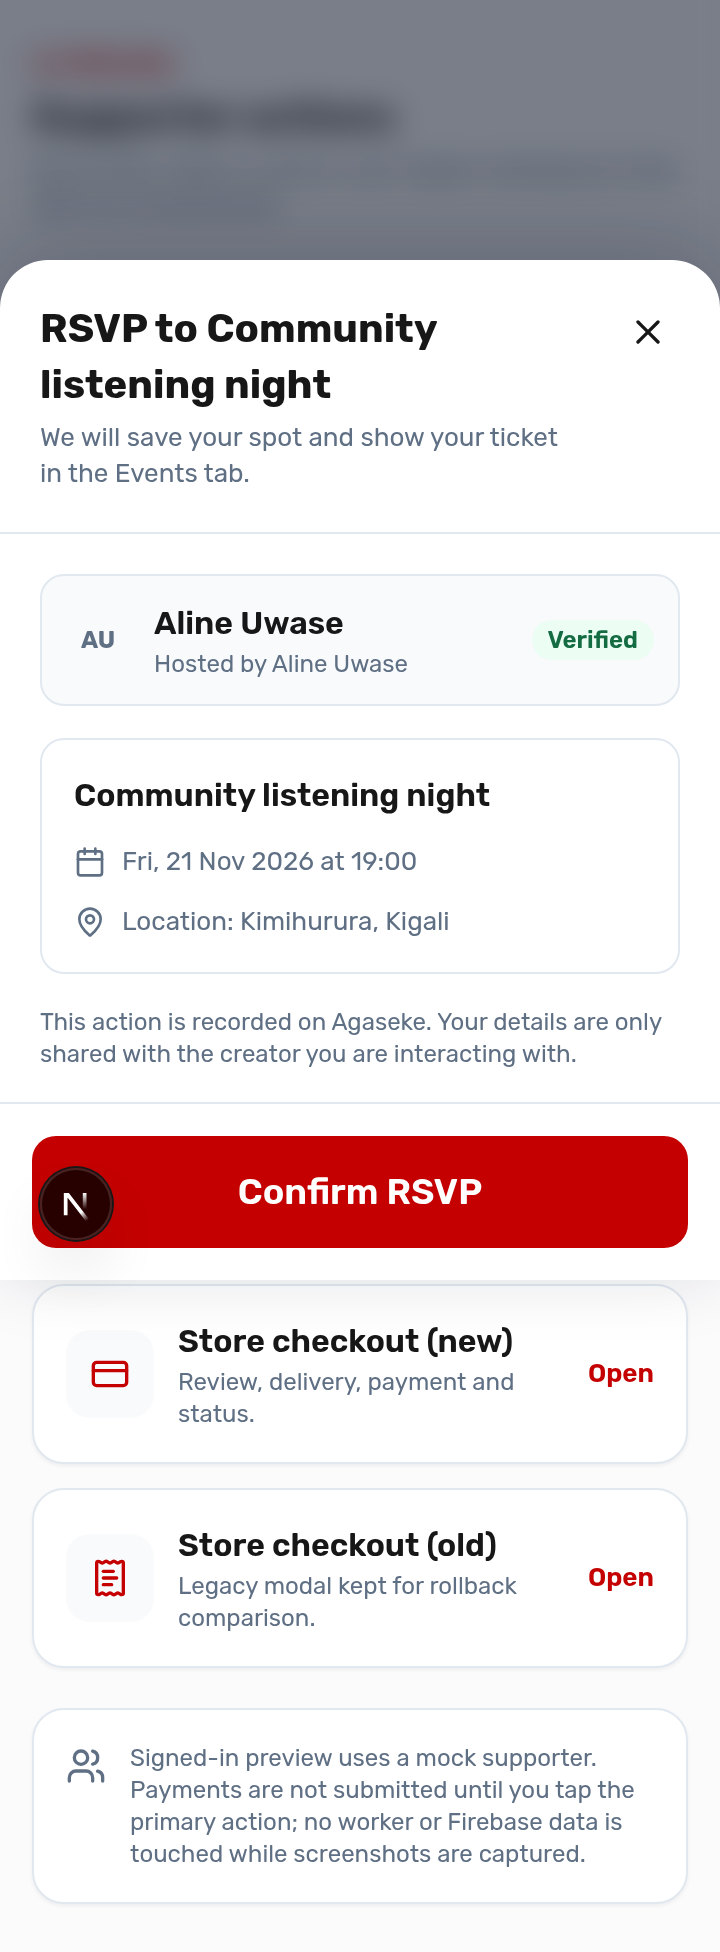 RSVP to Community
listening night
We will save your spot and show your ticket
in the Events tab.
AU
Aline Uwase
Hosted by Aline Uwase
Verified
Community listening night
Fri, 21 Nov 2026 at 19:00
Location: Kimihurura, Kigali
This action is recorded on Agaseke. Your details are only
shared with the creator you are interacting with.
Confirm RSVP
N
Store checkout (new)
Review, delivery, payment and
status.
Open
Store checkout (old)
Legacy modal kept for rollback
comparison.
Open
Signed-in preview uses a mock supporter.
Payments are not submitted until you tap the
primary action; no worker or Firebase data is
touched while screenshots are captured.